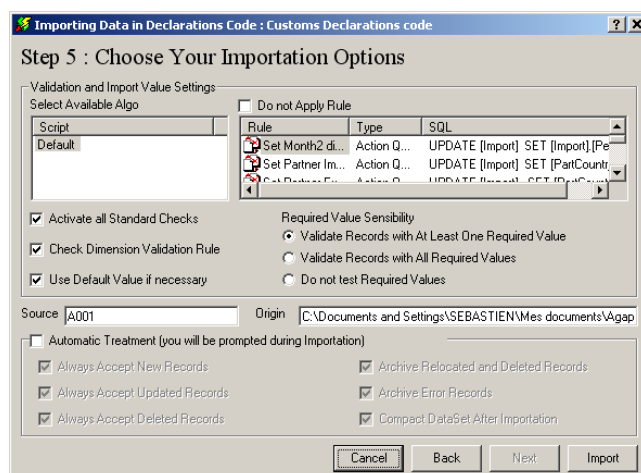 Importing Data in Declarations Code : Customs Declarations code
Step 5 : Choose Your Importation Options
Validation and Import Value Settings
Select Available Algo
Do not Apply Rule
Script
Default
Rule Type SQL
Set Month2 di... Action Q... UPDATE [Import] SET [Import].[Pe
Set Partner Im... Action Q... UPDATE [Import] SET [PartCountr
Activate all Standard Checks
Check Dimension Validation Rule
Use Default Value if necessary
Required Value Sensibility
Validate Records with At Least One Required Value
Validate Records with All Required Values
Do not test Required Values
Source A001 Origin C:\Documents and Settings\SEBASTIEN\Mes documents\Agap
Automatic Treatment (you will be prompted during Importation)
Always Accept New Records
Always Accept Updated Records
Always Accept Deleted Records
Archive Relocated and Deleted Records
Archive Error Records
Compact DataSet After Importation
Cancel Back Next Import